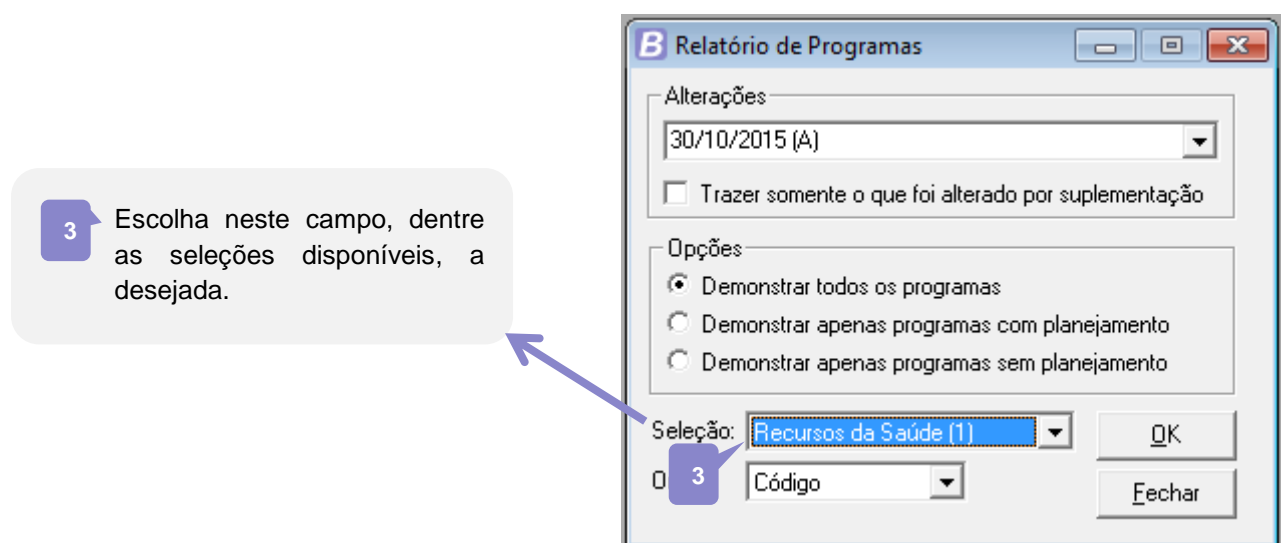 B Relatório de Programas
Alterações
30/10/2015 (A)
Trazer somente o que foi alterado por suplementação
3 Escolha neste campo, dentre
as seleções disponíveis, a
desejada.
Opções
Demonstrar todos os programas
Demonstrar apenas programas com planejamento
Demonstrar apenas programas sem planejamento
Seleção: Recursos da Saúde (1) OK
3 Código
Fechar